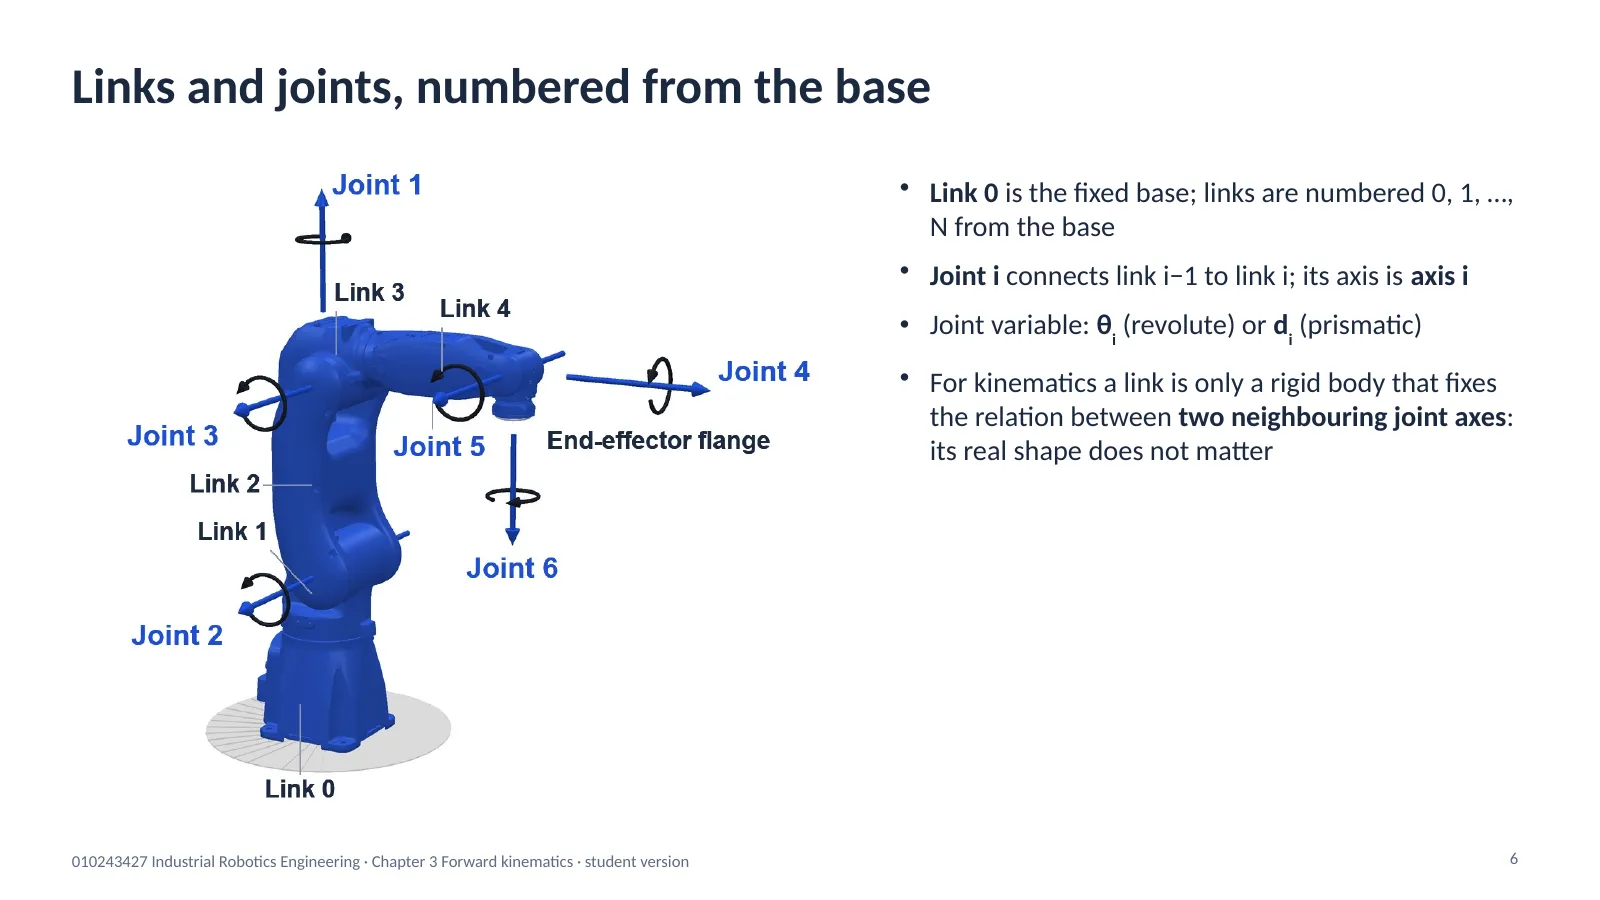 Links and joints, numbered from the base
Joint 1
Link 3
Link 4
Joint 4
Joint 3
Joint 5
End-effector flange
Link 2
Link 1
Joint 6
Joint 2
Link 0
• Link 0 is the fixed base; links are numbered 0, 1, …,
N from the base
• Joint i connects link i−1 to link i; its axis is axis i
• Joint variable: θi (revolute) or di (prismatic)
• For kinematics a link is only a rigid body that fixes
the relation between two neighbouring joint axes:
its real shape does not matter
010243427 Industrial Robotics Engineering · Chapter 3 Forward kinematics · student version
6